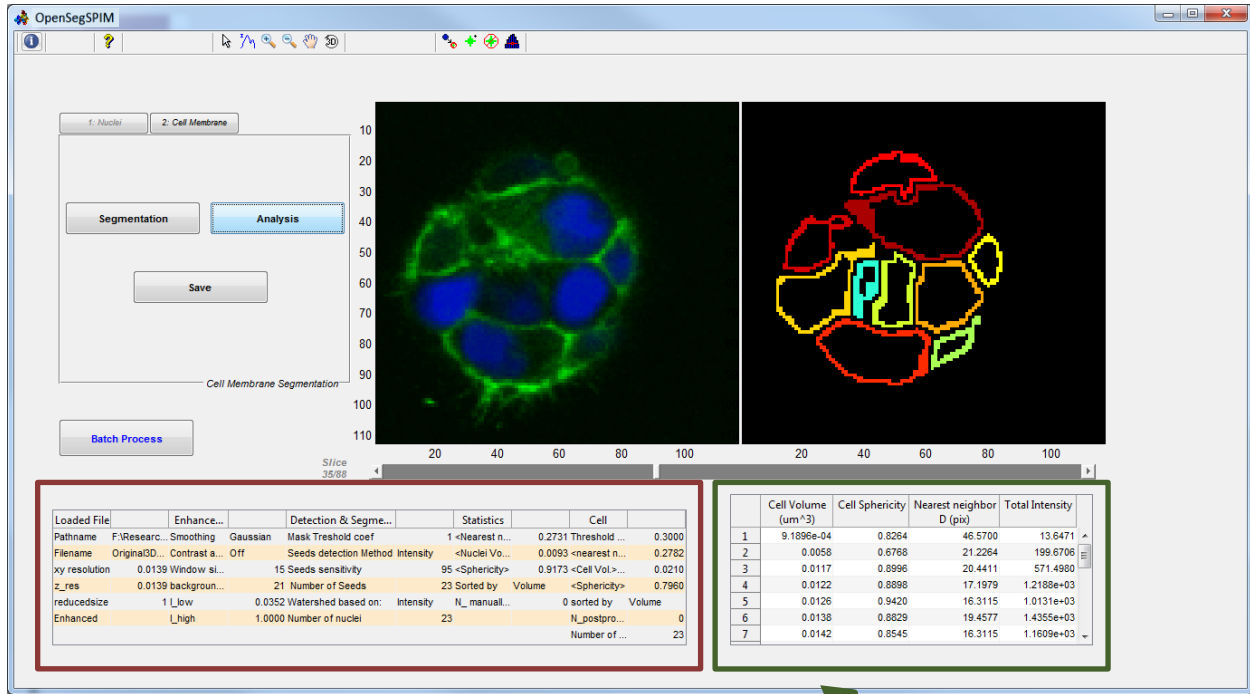 OpenSegSPIM
3D
1: Nuclei 2: Cell Membrane
Segmentation Analysis
Save
Cell Membrane Segmentation
Batch Process
10
20
30
40
50
60
70
80
90
100
110
20 40 60 80 100
20 40 60 80 100
Slice
35/88
Loaded File Enhance... Detection & Segme... Statistics Cell
Pathname F:\Researc... Smoothing Gaussian Mask Treshold coef 1 <Nearest n... 0.2731 Threshold ... 0.3000
Filename Original3D... Contrast a... Off Seeds detection Method Intensity <Nuclei Vo... 0.0093 <nearest n... 0.2782
xy resolution 0.0139 Window si... 15 Seeds sensitivity 95 <Sphericity> 0.9173 <Cell Vol.>... 0.0210
z_res 0.0139 backgroun... 21 Number of Seeds 23 Sorted by Volume <Sphericity> 0.7960
reducedsize 1 I_low 0.0352 Watershed based on: Intensity N_ manuall... 0 sorted by Volume
Enhanced I_high 1.0000 Number of nuclei 23 N_postpro... 0
Number of ... 23
Cell Volume Cell Sphericity Nearest neighbor Total Intensity
(um^3) D (pix)
1 9.1896e-04 0.8264 46.5700 13.6471
2 0.0058 0.6768 21.2264 199.6706
3 0.0117 0.8996 20.4411 571.4980
4 0.0122 0.8898 17.1979 1.2188e+03
5 0.0126 0.9420 16.3115 1.0131e+03
6 0.0138 0.8829 19.4577 1.4355e+03
7 0.0142 0.8545 16.3115 1.1609e+03